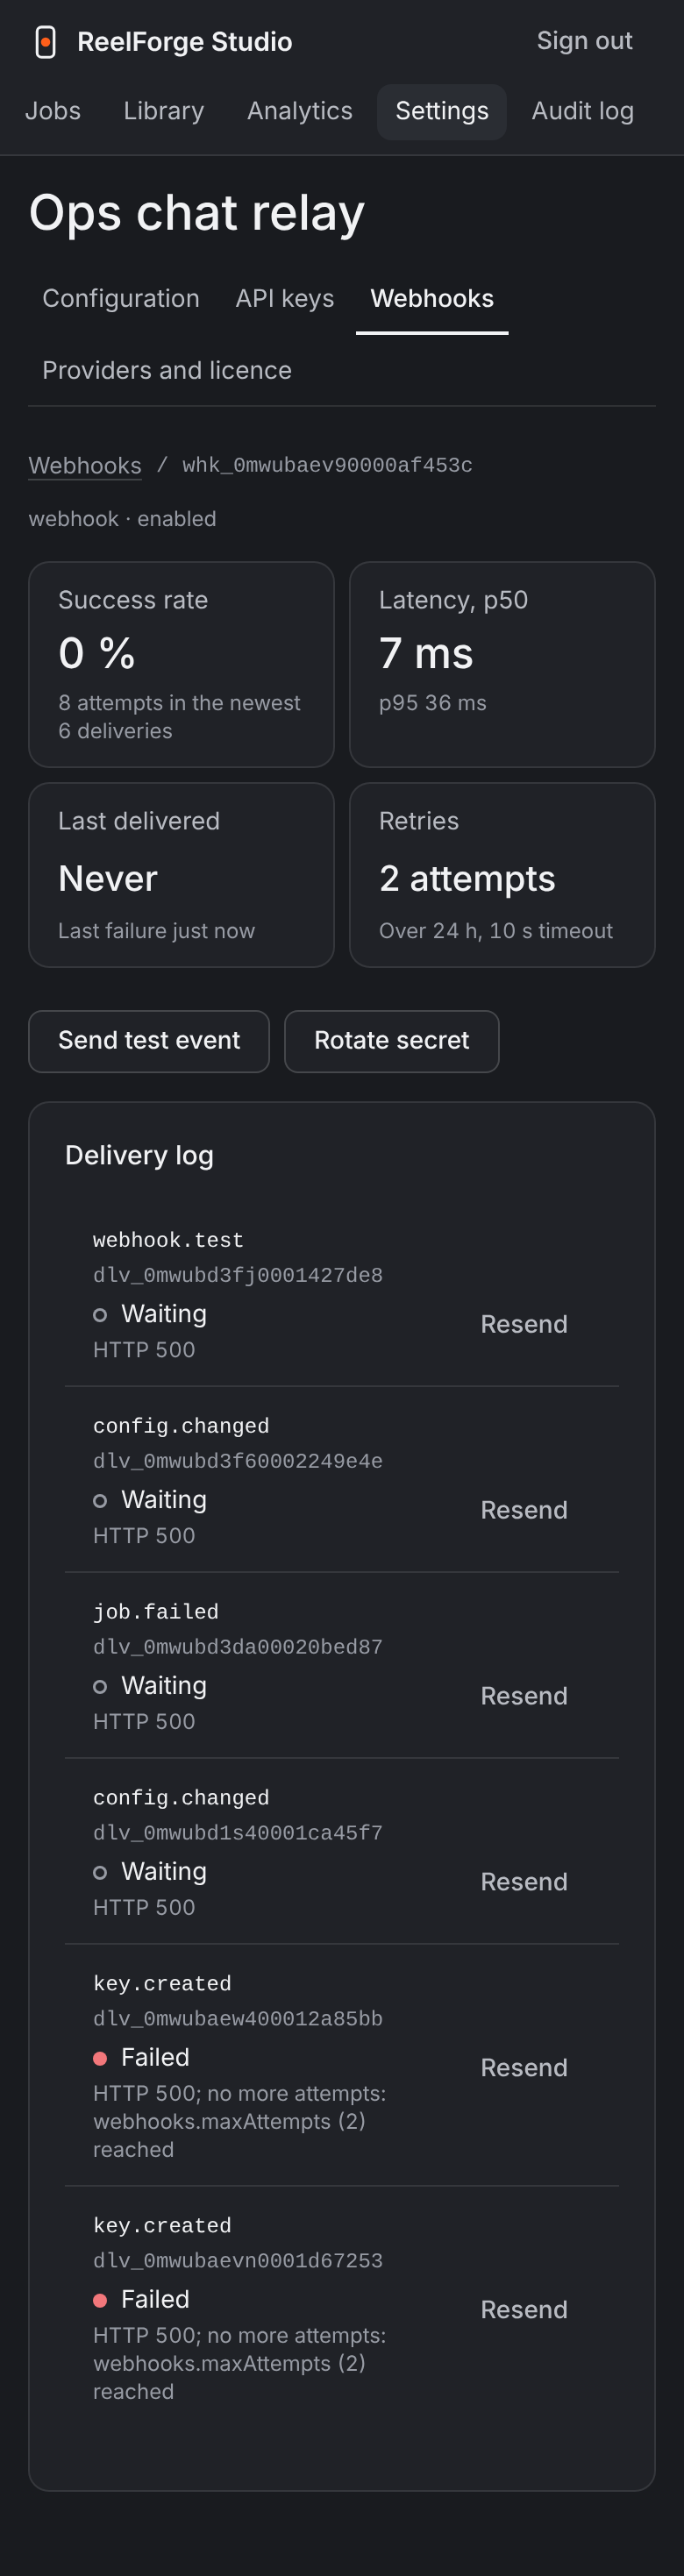 ReelForge Studio
Sign out
Jobs
Library
Analytics
Settings
Audit log
Ops chat relay
Configuration
API keys
Webhooks
Providers and licence
Webhooks / whk_0mwubaev90000af453c
webhook · enabled
Success rate
0 %
8 attempts in the newest
6 deliveries
Latency, p50
7 ms
p95 36 ms
Last delivered
Never
Last failure just now
Retries
2 attempts
Over 24 h, 10 s timeout
Send test event
Rotate secret
Delivery log
webhook.test
dlv_0mwubd3fj0001427de8
Waiting
HTTP 500
Resend
config.changed
dlv_0mwubd3f60002249e4e
Waiting
HTTP 500
Resend
job.failed
dlv_0mwubd3da00020bed87
Waiting
HTTP 500
Resend
config.changed
dlv_0mwubd1s40001ca45f7
Waiting
HTTP 500
Resend
key.created
dlv_0mwubaew400012a85bb
Failed
HTTP 500; no more attempts:
webhooks.maxAttempts (2)
reached
Resend
key.created
dlv_0mwubaevn0001d67253
Failed
HTTP 500; no more attempts:
webhooks.maxAttempts (2)
reached
Resend